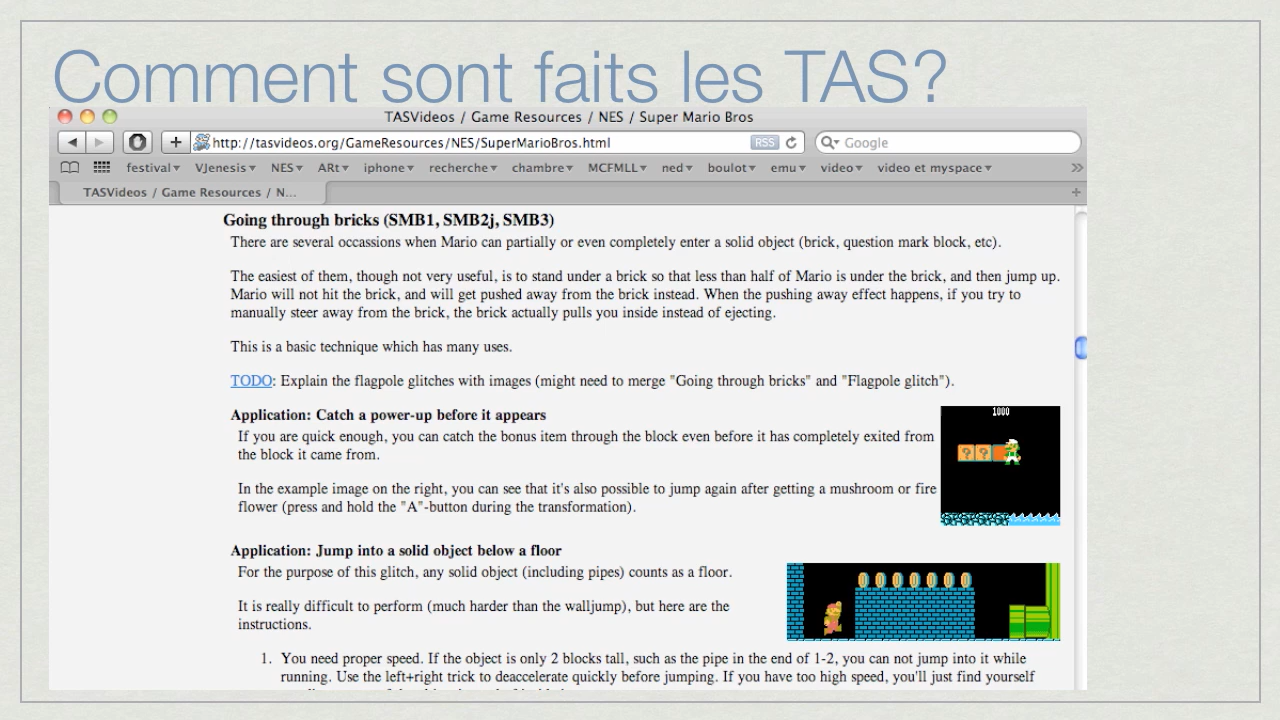 Comment sont faits les TAS?
TASVideos / Game Resources / NES / Super Mario Bros
http://tasvideos.org/GameResources/NES/SuperMarioBros.html
RSS
Google
festival VJenesis NES ARt iphone recherche chambre MCFMLL ned boulot emu video video et myspace
TASVideos / Game Resources / N...
Going through bricks (SMB1, SMB2j, SMB3)
There are several occassions when Mario can partially or even completely enter a solid object (brick, question mark block, etc).
The easiest of them, though not very useful, is to stand under a brick so that less than half of Mario is under the brick, and then jump up.
Mario will not hit the brick, and will get pushed away from the brick instead. When the pushing away effect happens, if you try to
manually steer away from the brick, the brick actually pulls you inside instead of ejecting.
This is a basic technique which has many uses.
TODO: Explain the flagpole glitches with images (might need to merge "Going through bricks" and "Flagpole glitch").
Application: Catch a power-up before it appears
If you are quick enough, you can catch the bonus item through the block even before it has completely exited from
the block it came from.
1000
? ?
In the example image on the right, you can see that it's also possible to jump again after getting a mushroom or fire
flower (press and hold the "A"-button during the transformation).
Application: Jump into a solid object below a floor
For the purpose of this glitch, any solid object (including pipes) counts as a floor.
It is really difficult to perform (much harder than the walljump), but here are the
instructions.
1. You need proper speed. If the object is only 2 blocks tall, such as the pipe in the end of 1-2, you can not jump into it while
running. Use the left+right trick to deaccelerate quickly before jumping. If you have too high speed, you'll just find yourself